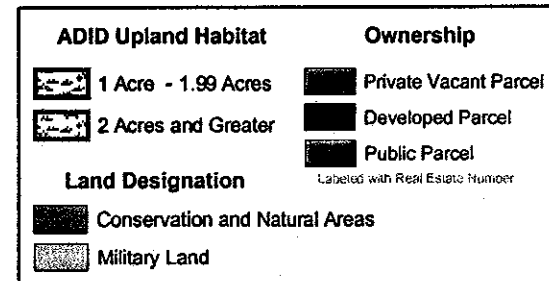 ADID Upland Habitat
1 Acre - 1.99 Acres
2 Acres and Greater
Land Designation
Conservation and Natural Areas
Military Land
Ownership
Private Vacant Parcel
Developed Parcel
Public Parcel
Labeled with Real Estate Number